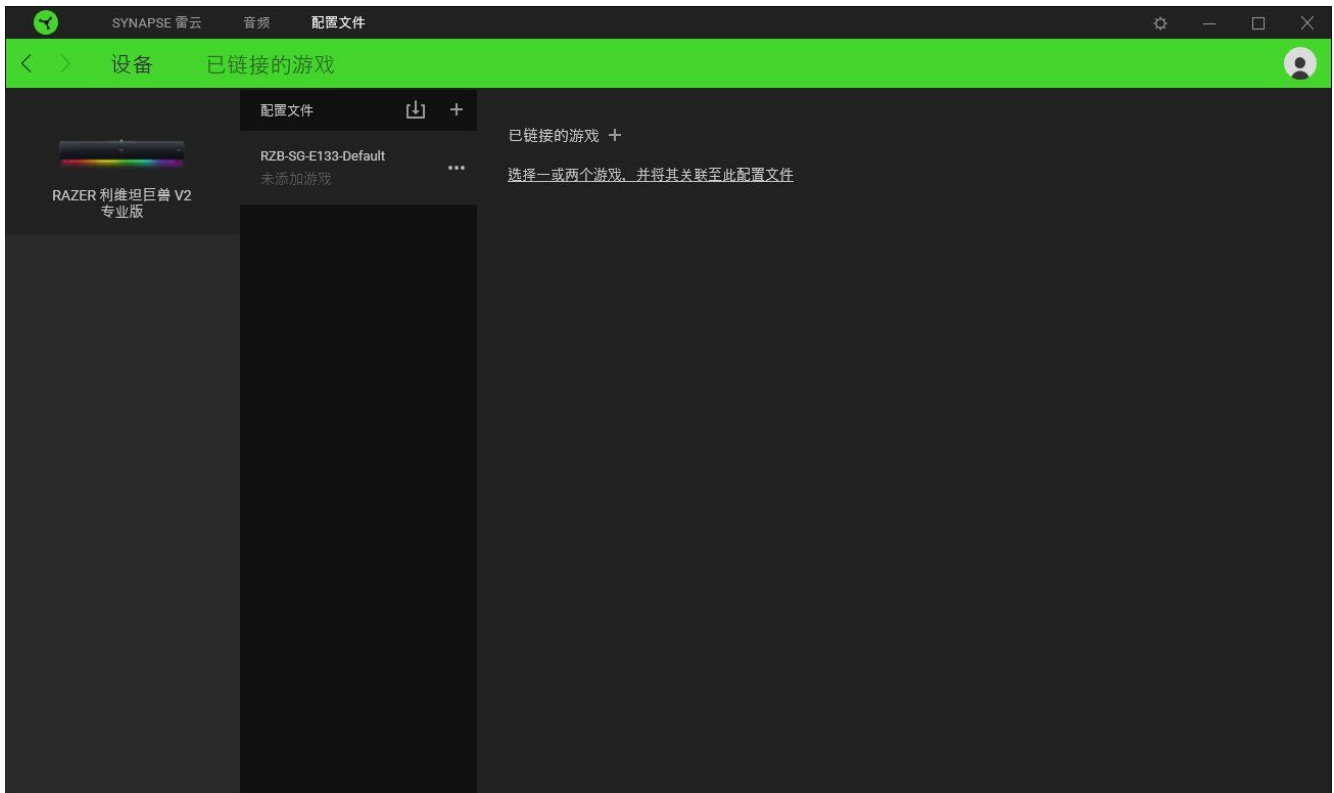 SYNAPSE 雷云 音频 配置文件
设备 已链接的游戏
RAZER 利维坦巨兽 V2
专业版
配置文件
RZB-SG-E133-Default
未添加游戏
已链接的游戏
选择一或两个游戏，并将其关联至此配置文件